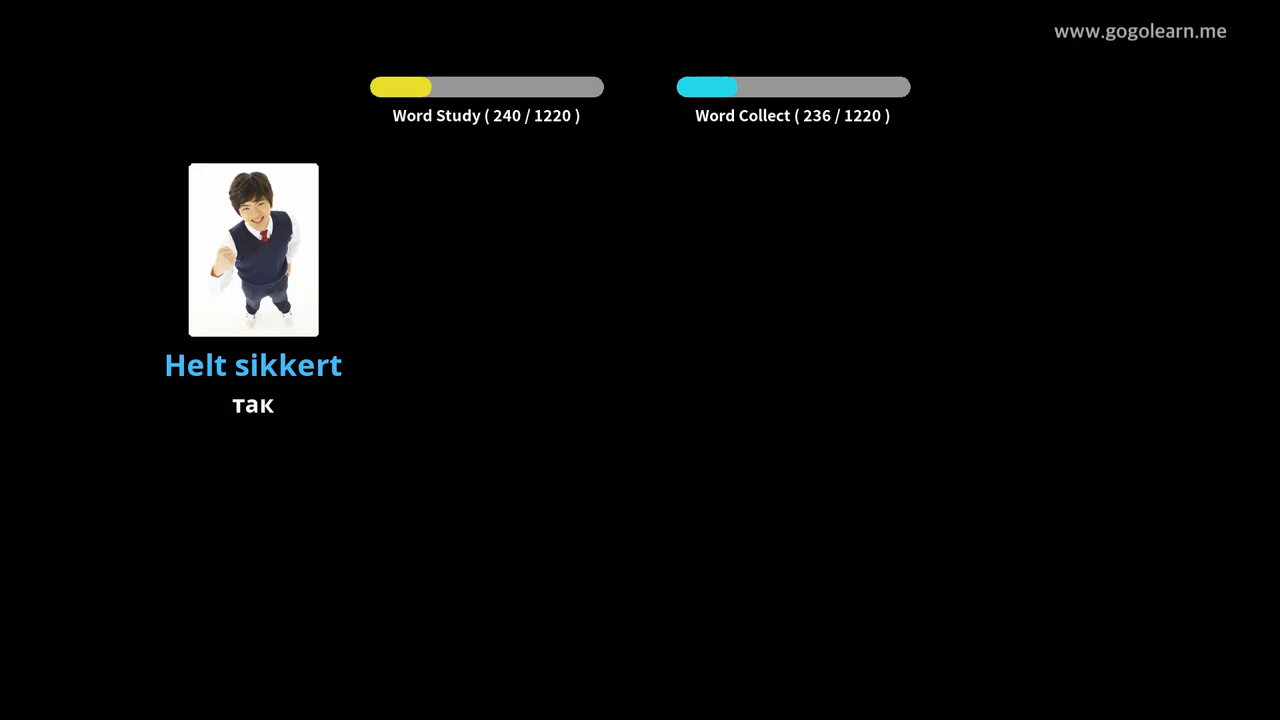 www.gogolearn.me
Word Study ( 240 / 1220 )
Word Collect ( 236 / 1220 )
Helt sikkert
так